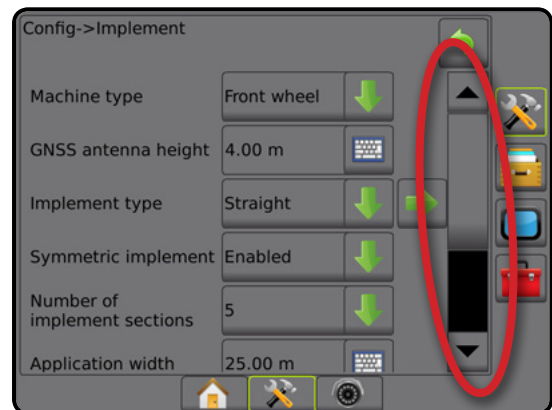 Config->Implement
Machine type Front wheel
GNSS antenna height 4.00 m
Implement type Straight
Symmetric implement Enabled
Number of
implement sections 5
Application width 25.00 m